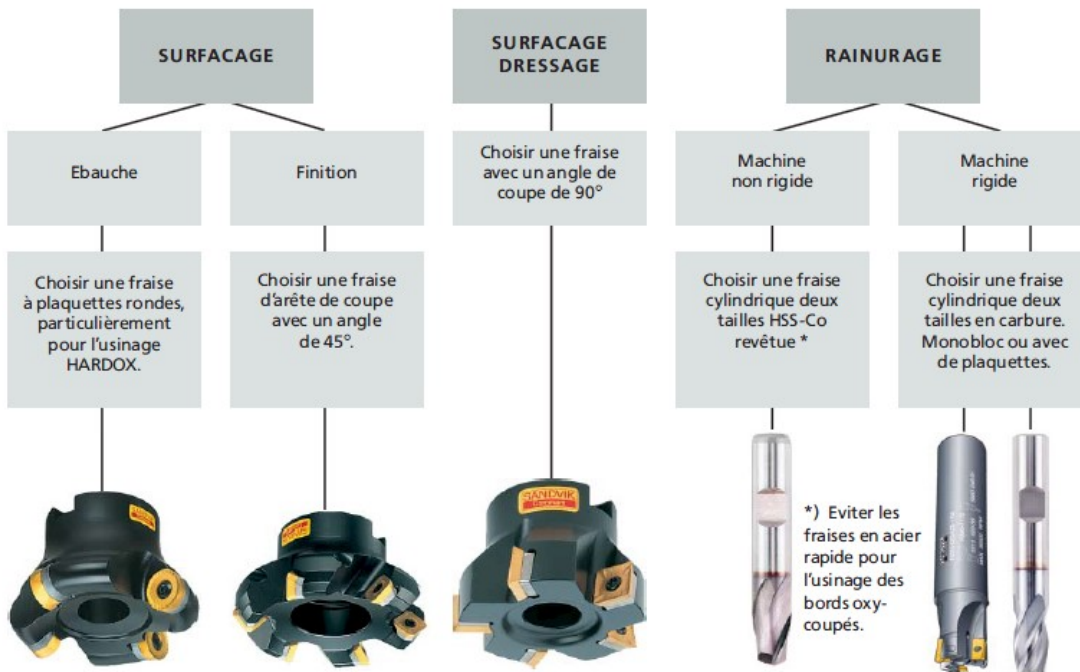 SURFACAGE
SURFACAGE
DRESSAGE
RAINURAGE
Ebauche
Finition
Choisir une fraise
avec un angle de
coupe de 90°
Machine
non rigide
Machine
rigide
Choisir une fraise
à plaquettes rondes,
particulièrement
pour l'usinage
HARDOX.
Choisir une fraise
d'arête de coupe
avec un angle
de 45°.
Choisir une fraise
cylindrique deux
tailles HSS-Co
revêtue *
Choisir une fraise
cylindrique deux
tailles en carbure.
Monobloc ou avec
de plaquettes.
SANDVIK
Coromant
*) Eviter les
fraises en acier
rapide pour
l'usinage des
bords oxy-
coupés.